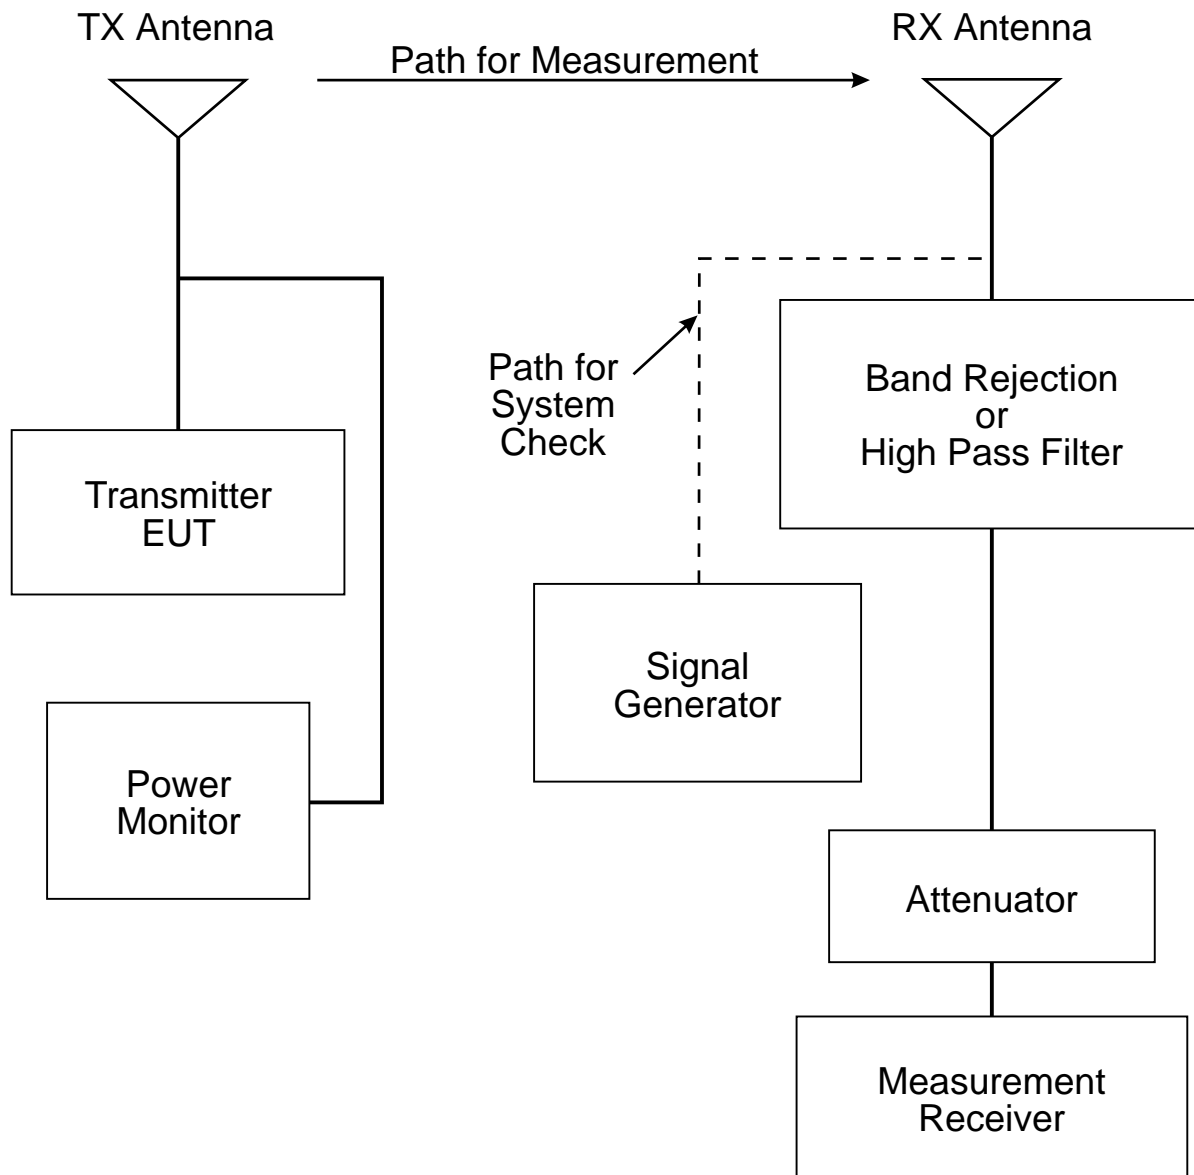 TX Antenna
RX Antenna
Path for Measurement
Path for
System
Check
Band Rejection
or
High Pass Filter
Transmitter
EUT
Signal
Generator
Power
Monitor
Attenuator
Measurement
Receiver